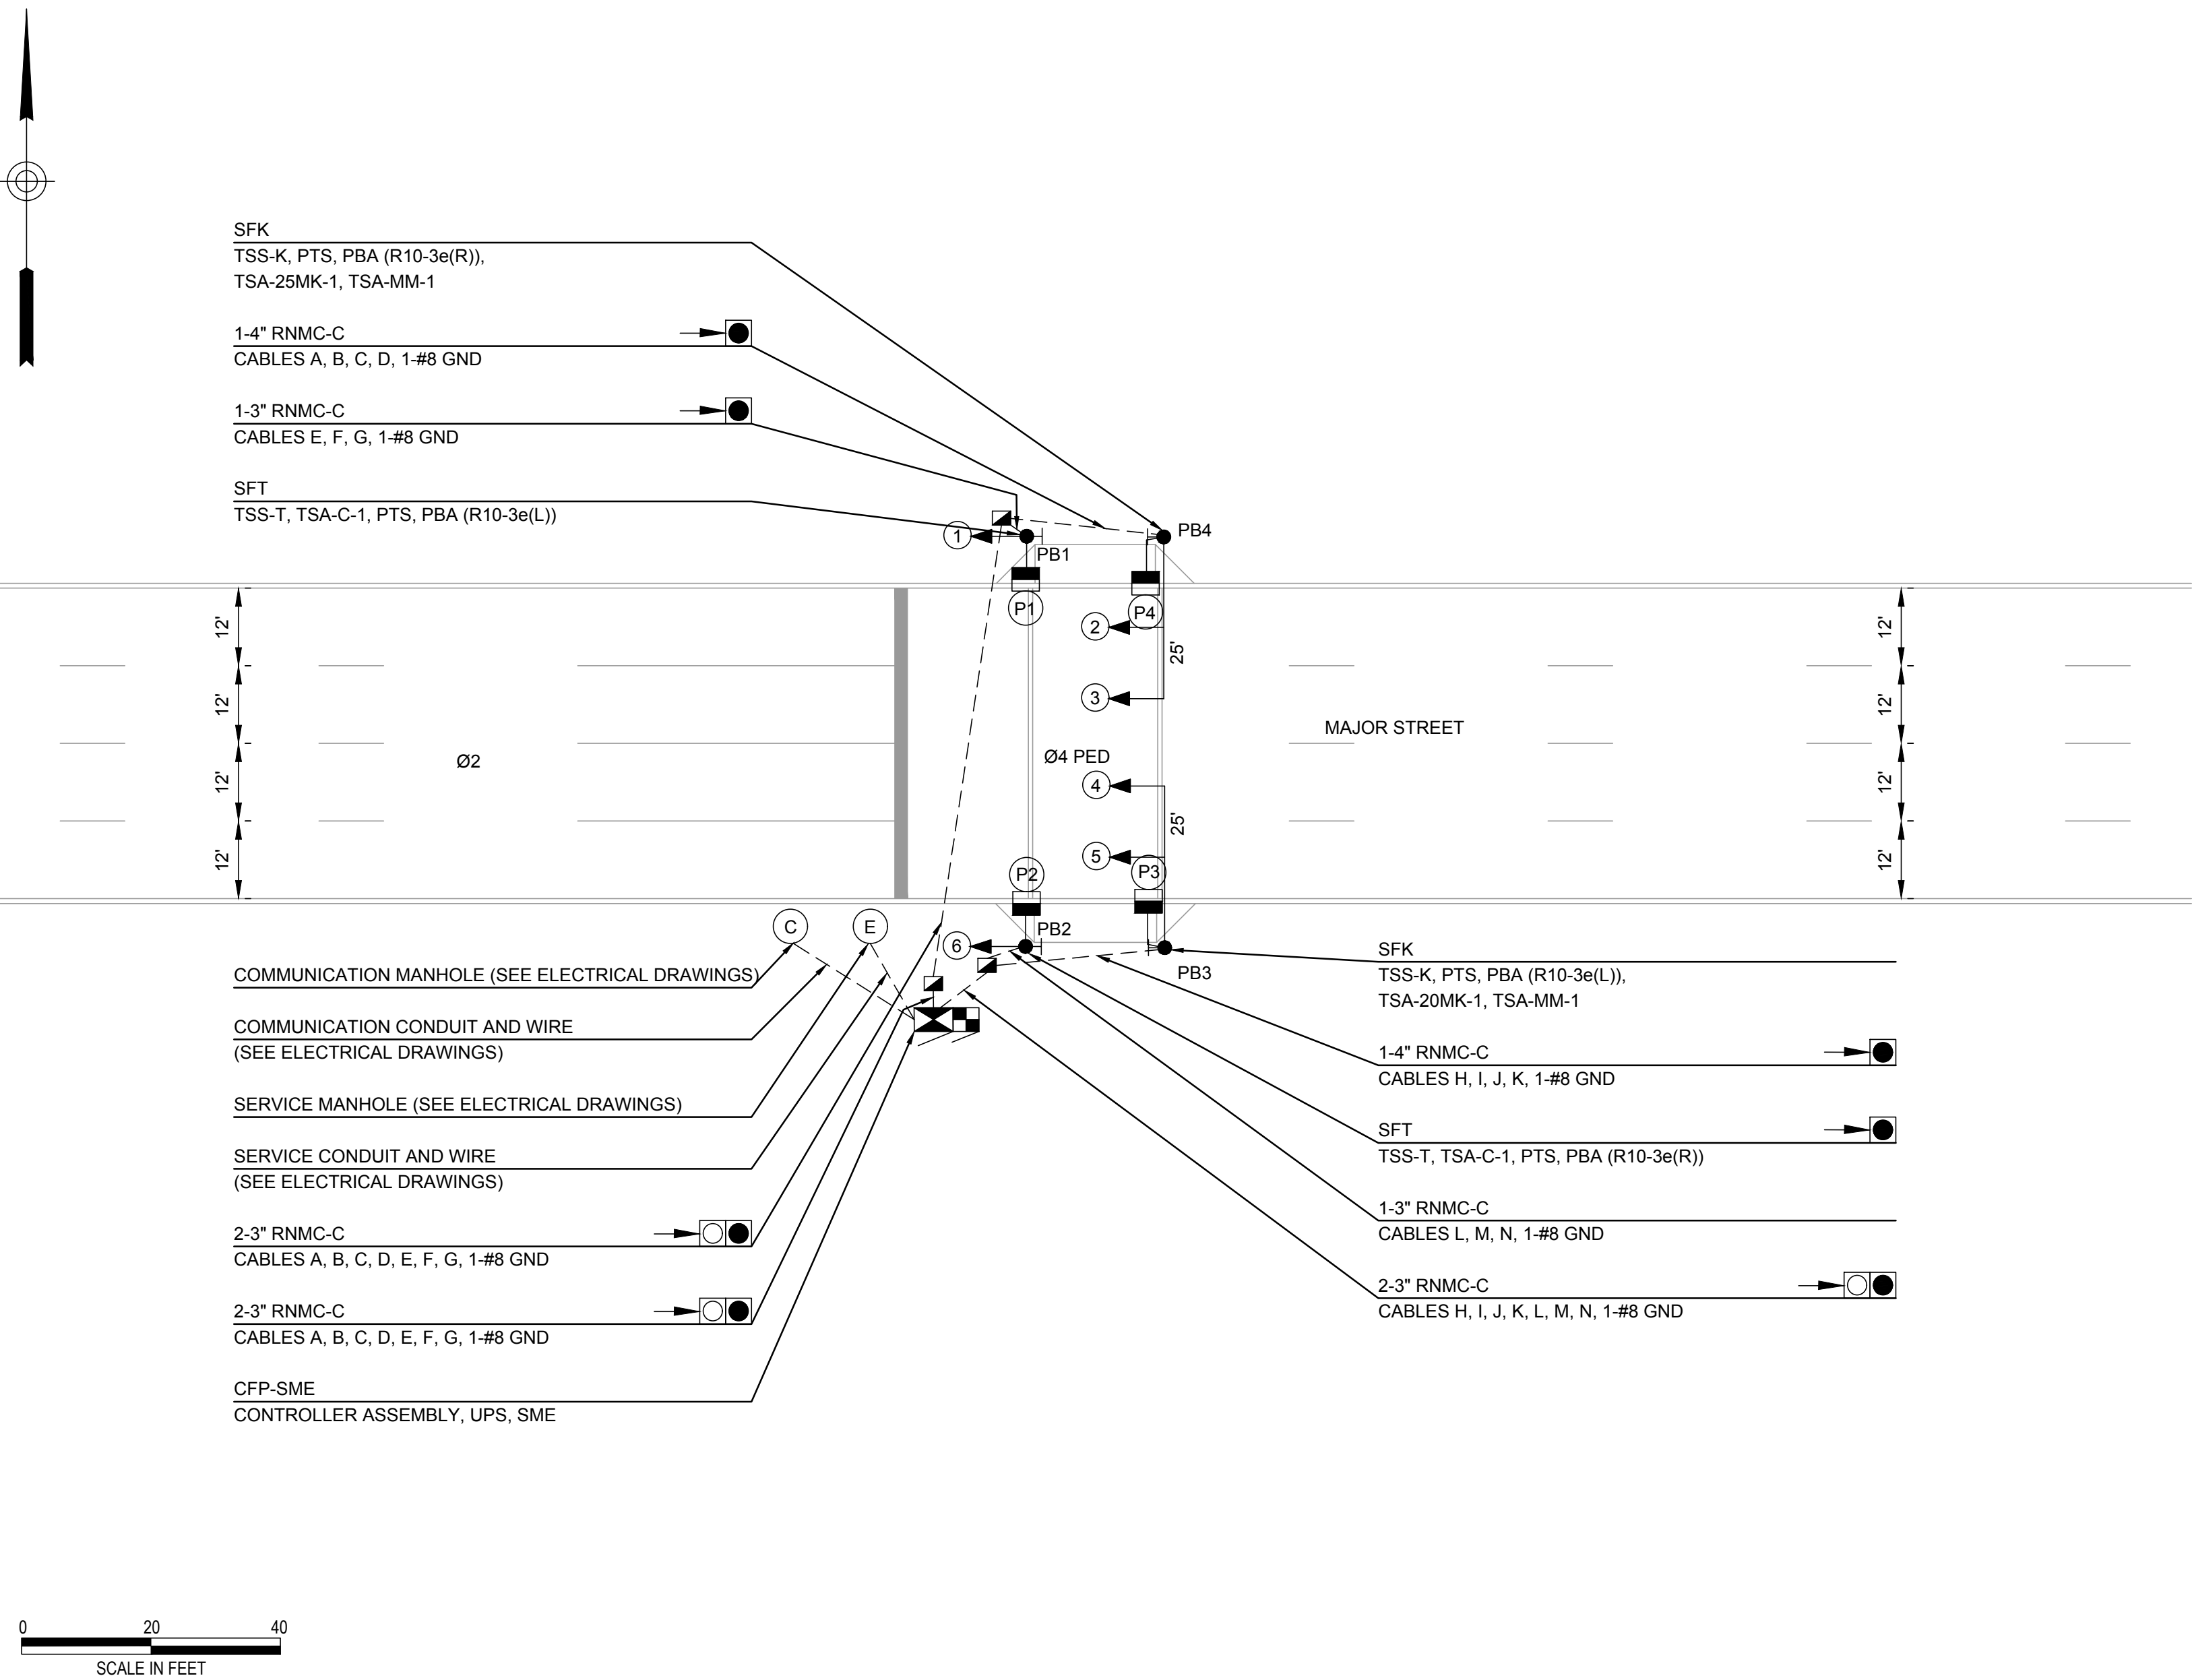 SFK
TSS-K, PTS, PBA (R10-3e(R)),
TSA-25MK-1, TSA-MM-1
1-4" RNMC-C
CABLES A, B, C, D, 1-#8 GND
1-3" RNMC-C
CABLES E, F, G, 1-#8 GND
SFT
TSS-T, TSA-C-1, PTS, PBA (R10-3e(L))
1
PB1
PB4
P1
P4
2
25'
3
12'
12'
12'
12'
12'
12'
12'
12'
MAJOR STREET
Ø2
Ø4 PED
4
25'
5
P2
P3
C
E
6
PB2
PB3
COMMUNICATION MANHOLE (SEE ELECTRICAL DRAWINGS)
COMMUNICATION CONDUIT AND WIRE
(SEE ELECTRICAL DRAWINGS)
SERVICE MANHOLE (SEE ELECTRICAL DRAWINGS)
SERVICE CONDUIT AND WIRE
(SEE ELECTRICAL DRAWINGS)
2-3" RNMC-C
CABLES A, B, C, D, E, F, G, 1-#8 GND
2-3" RNMC-C
CABLES A, B, C, D, E, F, G, 1-#8 GND
CFP-SME
CONTROLLER ASSEMBLY, UPS, SME
SFK
TSS-K, PTS, PBA (R10-3e(L)),
TSA-20MK-1, TSA-MM-1
1-4" RNMC-C
CABLES H, I, J, K, 1-#8 GND
SFT
TSS-T, TSA-C-1, PTS, PBA (R10-3e(R))
1-3" RNMC-C
CABLES L, M, N, 1-#8 GND
2-3" RNMC-C
CABLES H, I, J, K, L, M, N, 1-#8 GND
0 20 40
SCALE IN FEET